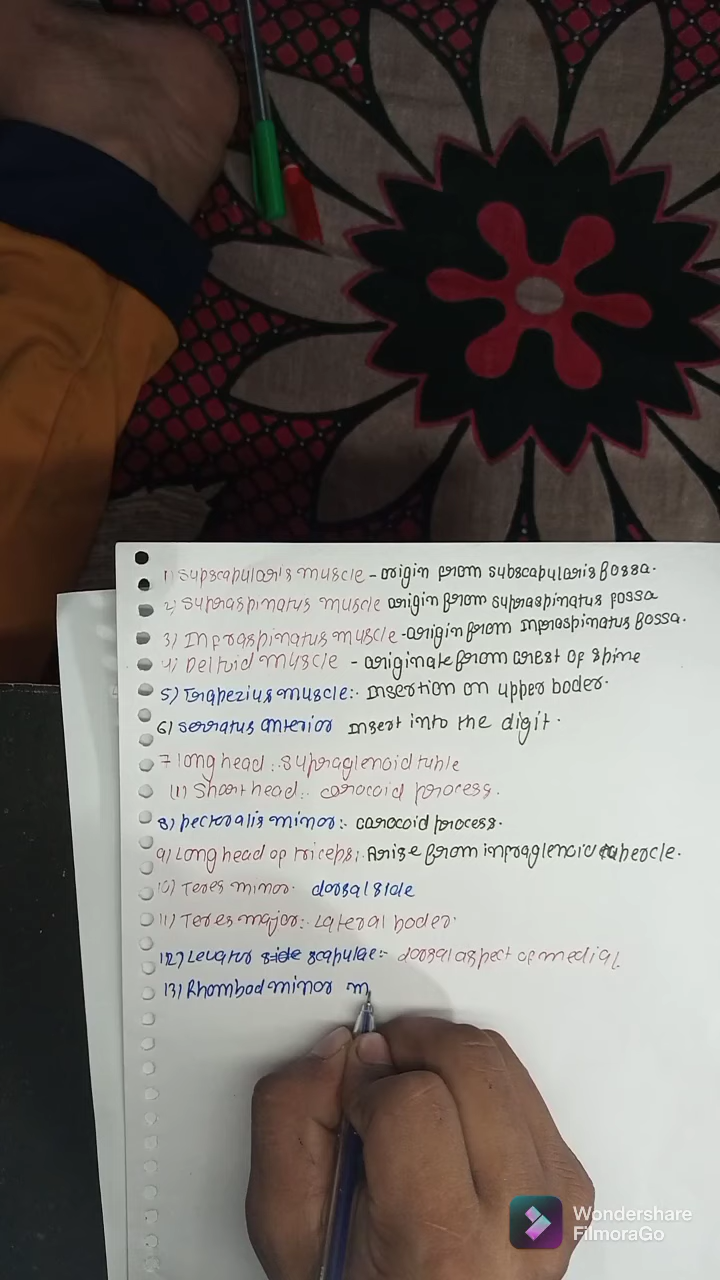 1) Supscapularis muscle - origin from subscapularis fossa.
2) Supraspinatus muscle origin from supraspinatus fossa
3) Infraspinatus muscle - origin from Infraspinatus fossa.
4) Deltoid muscle - originate from crest of spine
5) Trapezius muscle:- Insertion on upper boder.
6) serratus anterior Insert into the digit.
7 long head : supraglenoid tuble
(1) Short head:- corocoid process.
8) pectoralis minor:- carocoid process.
9) Long head of triceps: Arise from infraglenoid tubercle.
10) Teres minor. dorsal side
11) Teres major:- Lateral boder.
12) Levator side scapulae:- dorsal aspect of medial
13) Rhombod minor m
Wondershare
FilmoraGo